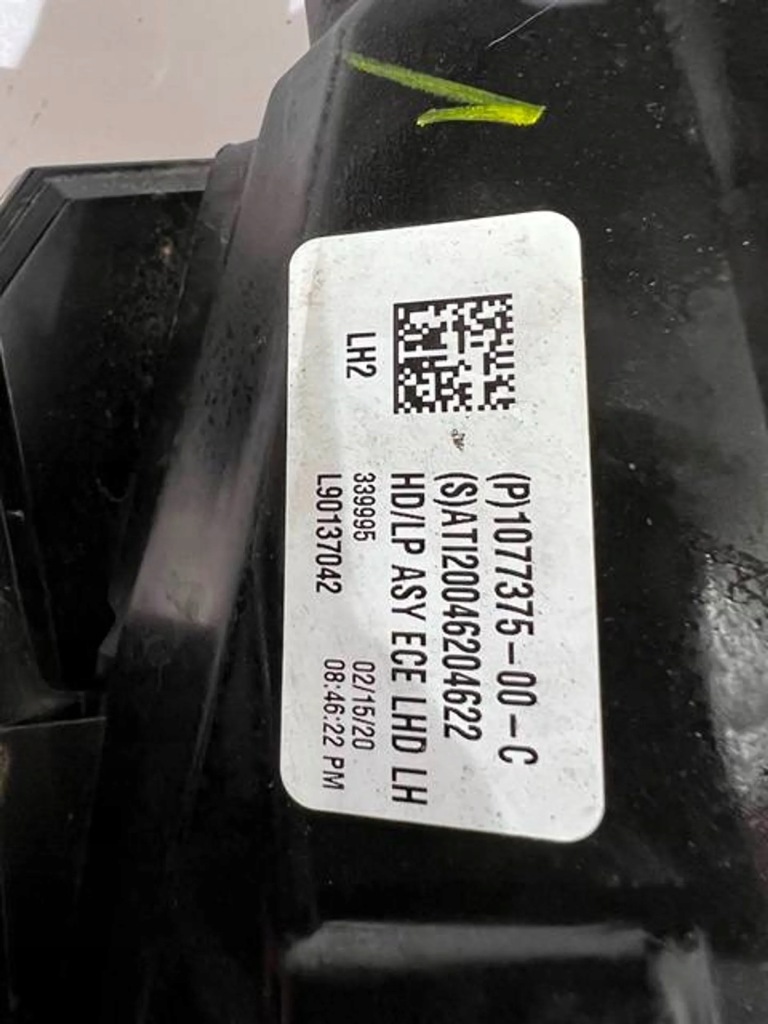 (P)1077375-00-C
(S)ATI20046204622
HD/LP ASY ECE LHD LH
LH2
339995 02/15/20
L90137042 08:46:22 PM